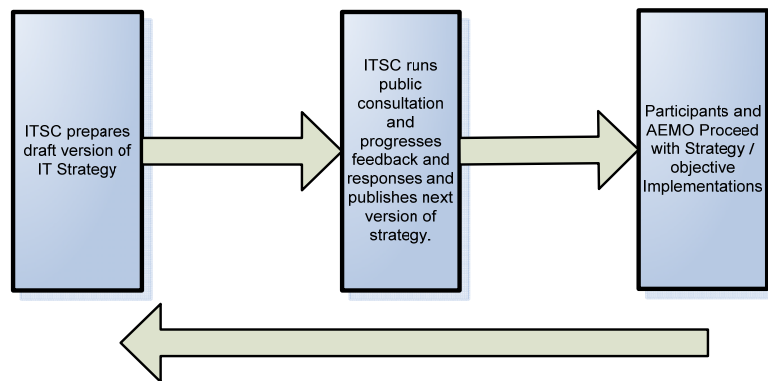 ITSC prepares
draft version of
IT Strategy
ITSC runs
public
consultation
and
progresses
feedback and
responses and
publishes next
version of
strategy.
Participants and
AEMO Proceed
with Strategy /
objective
Implementations